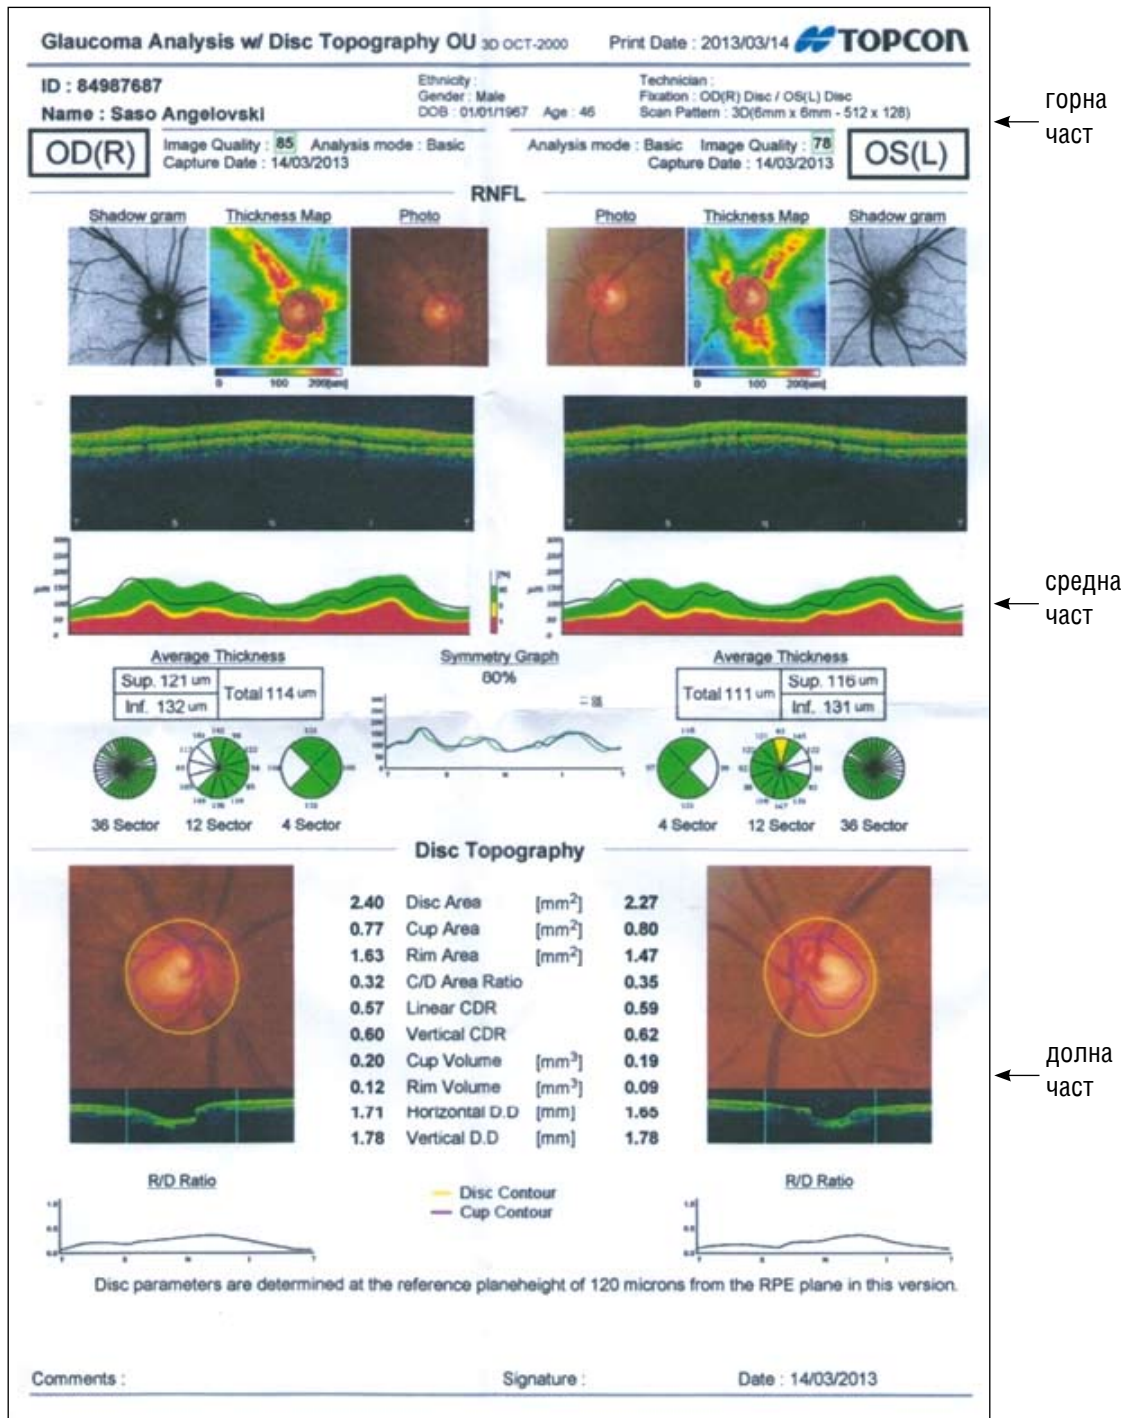 Glaucoma Analysis w/ Disc Topography OU 3D OCT-2000 Print Date : 2013/03/14 TOPCON
ID : 84987687 Ethnicity : Technician :
Gender : Male Fixation : OD(R) Disc / OS(L) Disc
Name : Saso Angelovski DOB : 01/01/1967 Age : 46 Scan Pattern : 3D(6mm x 6mm - 512 x 128)
горна
част
OD(R) Image Quality : 85 Analysis mode : Basic Analysis mode : Basic Image Quality : 78 OS(L)
Capture Date : 14/03/2013 Capture Date : 14/03/2013
RNFL
Shadow gram Thickness Map Photo Photo Thickness Map Shadow gram
0 100 200[um] 0 100 200[um]
средна
част
Average Thickness Symmetry Graph Average Thickness
80%
Sup. 121 um Total 114 um Total 111 um Sup. 116 um
Inf. 132 um Inf. 131 um
36 Sector 12 Sector 4 Sector 4 Sector 12 Sector 36 Sector
Disc Topography
2.40 Disc Area [mm2] 2.27
0.77 Cup Area [mm2] 0.80
1.63 Rim Area [mm2] 1.47
0.32 C/D Area Ratio 0.35
0.57 Linear CDR 0.59
0.60 Vertical CDR 0.62
0.20 Cup Volume [mm3] 0.19
0.12 Rim Volume [mm3] 0.09
1.71 Horizontal D.D [mm] 1.65
1.78 Vertical D.D [mm] 1.78
долна
част
R/D Ratio R/D Ratio
Disc Contour
Cup Contour
Disc parameters are determined at the reference planeheight of 120 microns from the RPE plane in this version.
Comments : Signature : Date : 14/03/2013